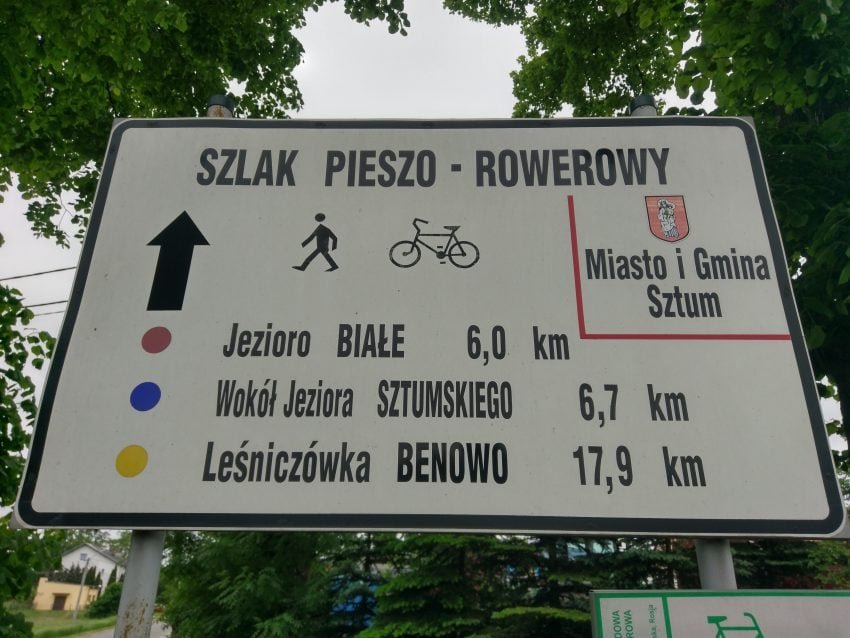 SZLAK PIESZO - ROWEROWY
Miasto i Gmina
Sztum
Jezioro BIAŁE 6,0 km
Wokół Jeziora SZTUMSKIEGO 6,7 km
Leśniczówka BENOWO 17,9 km
Rosja